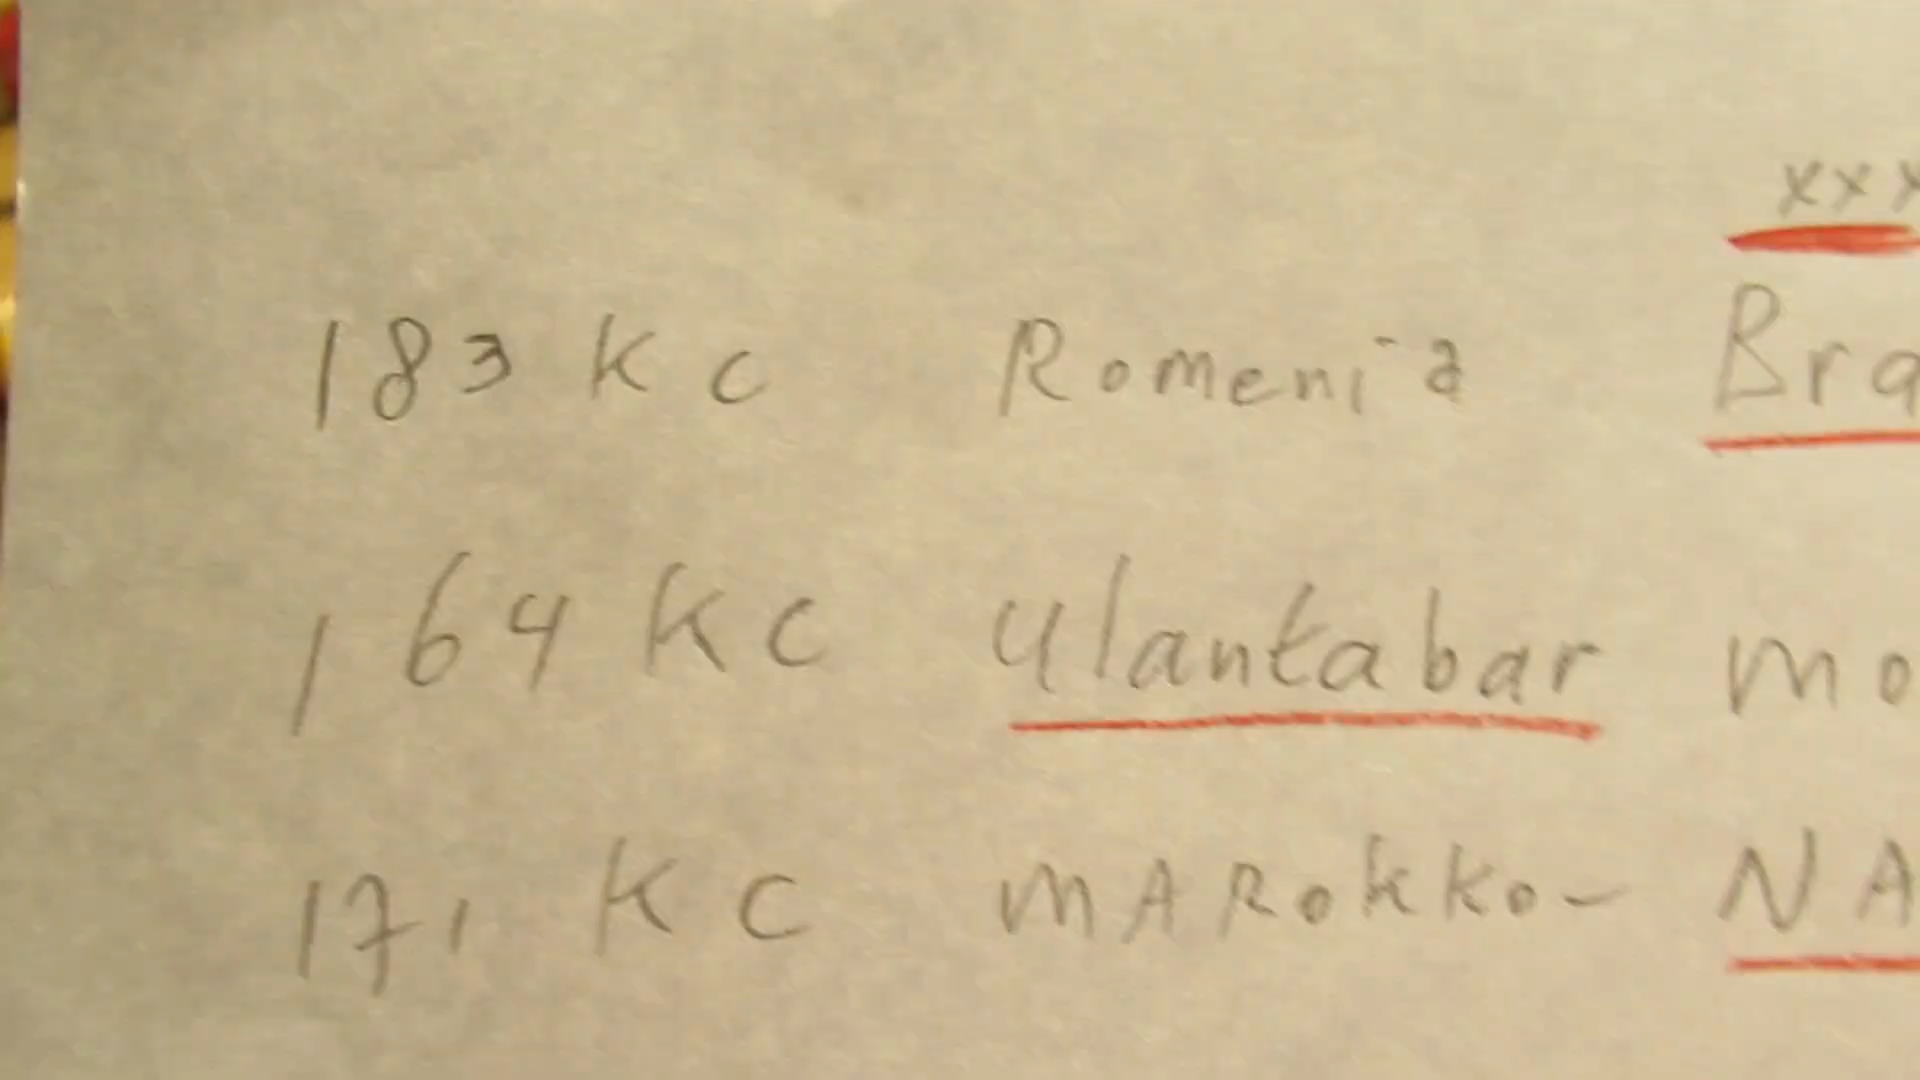 xxx
183 KC Romenia Bra
164 KC Ulantabar mo
171 KC MARokko- NA